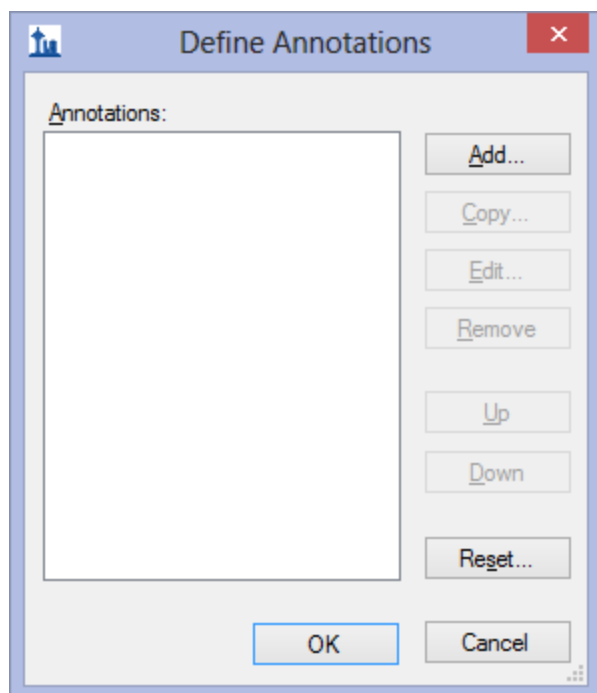 Define Annotations
Annotations:
Add...
Copy...
Edit...
Remove
Up
Down
Reset...
OK Cancel